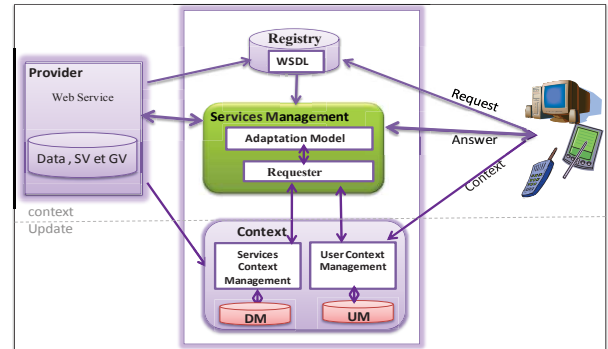 Registry
WSDL
Provider
Web Service
Data , SV et GV
Services Management
Adaptation Model
Requester
Request
Answer
Context
context
Update
Context
Services
Context
Management
User Context
Management
DM
UM